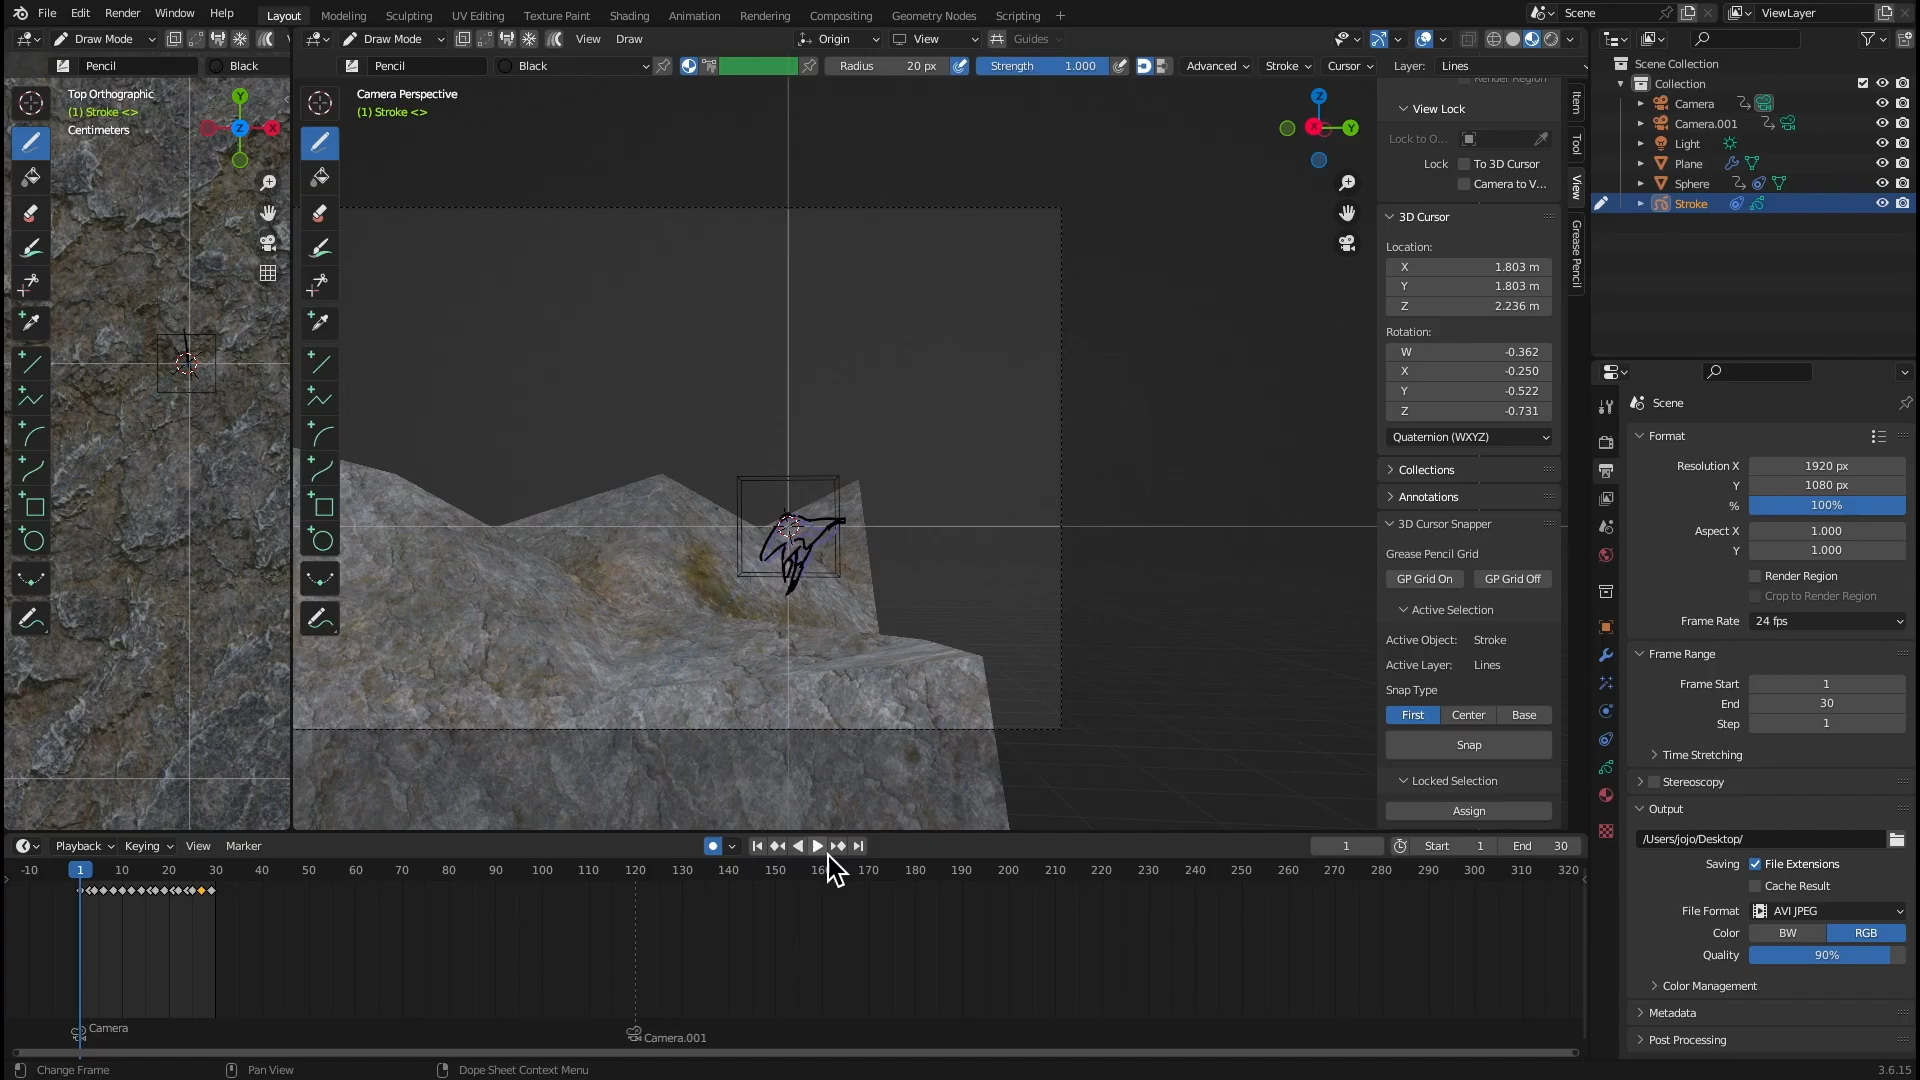 File Edit Render Window Help Layout Modeling Sculpting UV Editing Texture Paint Shading Animation Rendering Compositing Geometry Nodes Scripting + Scene ViewLayer
Draw Mode Draw Mode View Draw Origin View Guides
Pencil Black Pencil Black Radius 20 px Strength 1.000 Advanced Stroke Cursor Layer: Lines
Top Orthographic
(1) Stroke <>
Centimeters
Y
X
Z
Camera Perspective
(1) Stroke <>
Z
X
Y
Render Region
View Lock
Lock to O...
Lock To 3D Cursor
Camera to V...
3D Cursor
Location:
X 1.803 m
Y 1.803 m
Z 2.236 m
Rotation:
W -0.362
X -0.250
Y -0.522
Z -0.731
Quaternion (WXYZ)
Collections
Annotations
3D Cursor Snapper
Grease Pencil Grid
GP Grid On GP Grid Off
Active Selection
Active Object: Stroke
Active Layer: Lines
Snap Type
First Center Base
Snap
Locked Selection
Assign
Item
Tool
View
Grease Pencil
Scene Collection
Collection
Camera
Camera.001
Light
Plane
Sphere
Stroke
Scene
Format
Resolution X 1920 px
Y 1080 px
% 100%
Aspect X 1.000
Y 1.000
Render Region
Crop to Render Region
Frame Rate 24 fps
Frame Range
Frame Start 1
End 30
Step 1
Time Stretching
Stereoscopy
Output
/Users/jojo/Desktop/
Saving File Extensions
Cache Result
File Format AVI JPEG
Color BW RGB
Quality 90%
Color Management
Metadata
Post Processing
Playback Keying View Marker 1 Start 1 End 30
-10 1 10 20 30 40 50 60 70 80 90 100 110 120 130 140 150 160 170 180 190 200 210 220 230 240 250 260 270 280 290 300 310 320
Camera
Camera.001
Change Frame Pan View Dope Sheet Context Menu 3.6.15